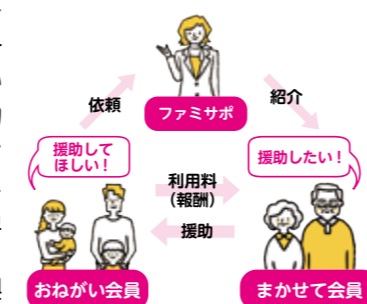 依頼
ファミサポ
紹介
援助して
ほしい！
援助したい！
利用料
（報酬）
援助
おねがい会員
まかせて会員